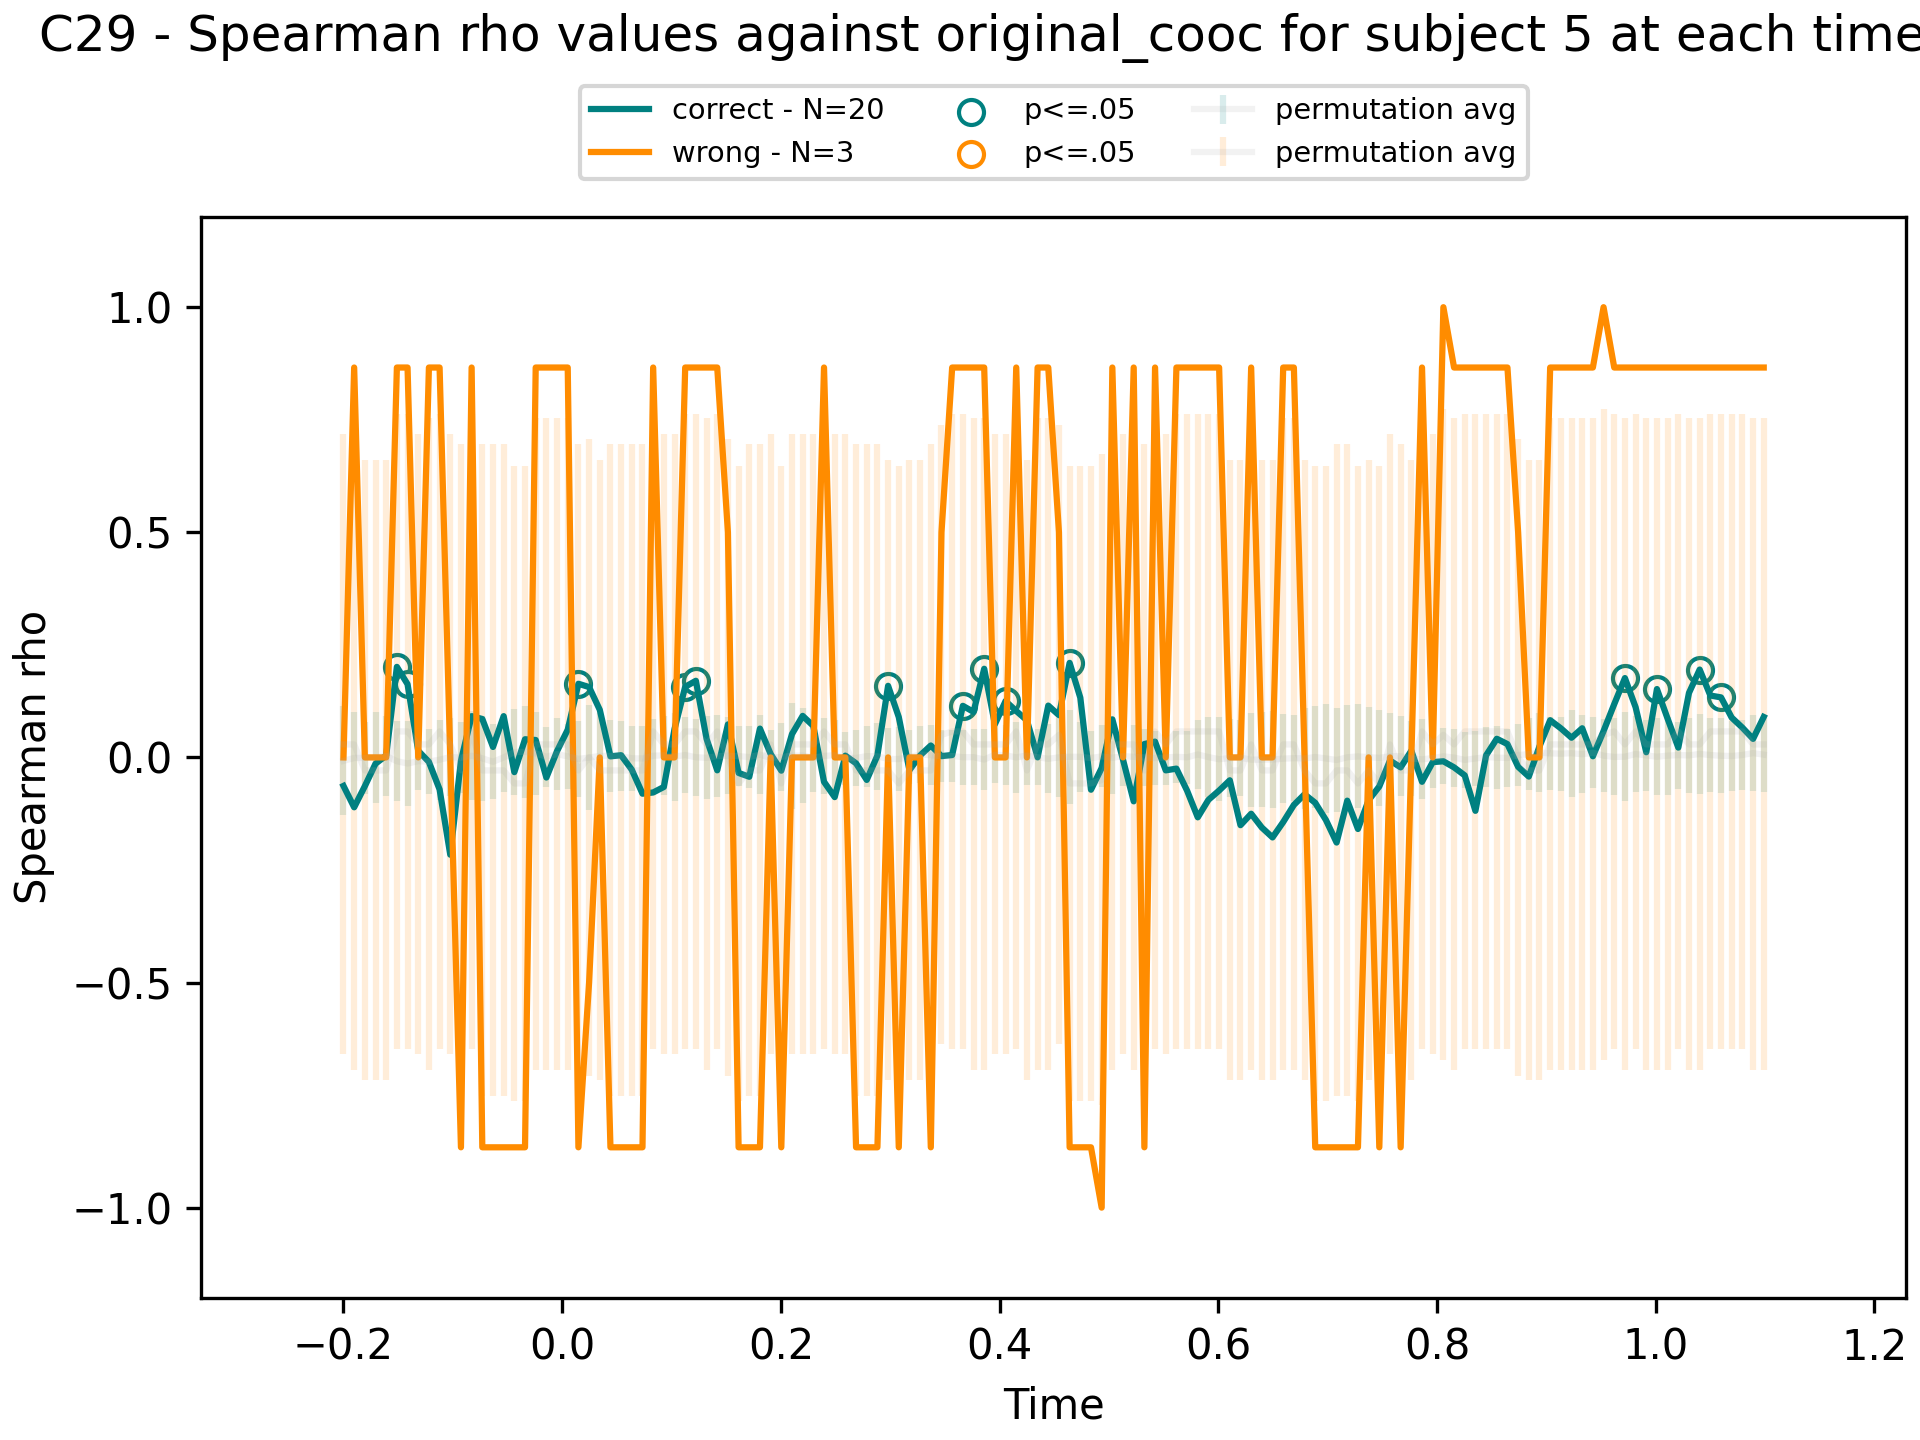 C29 - Spearman rho values against original_cooc for subject 5 at each time
correct - N=20
wrong - N=3
p<=.05
p<=.05
permutation avg
permutation avg
1.0
0.5
0.0
−0.5
−1.0
Spearman rho
−0.2 0.0 0.2 0.4 0.6 0.8 1.0 1.2
Time